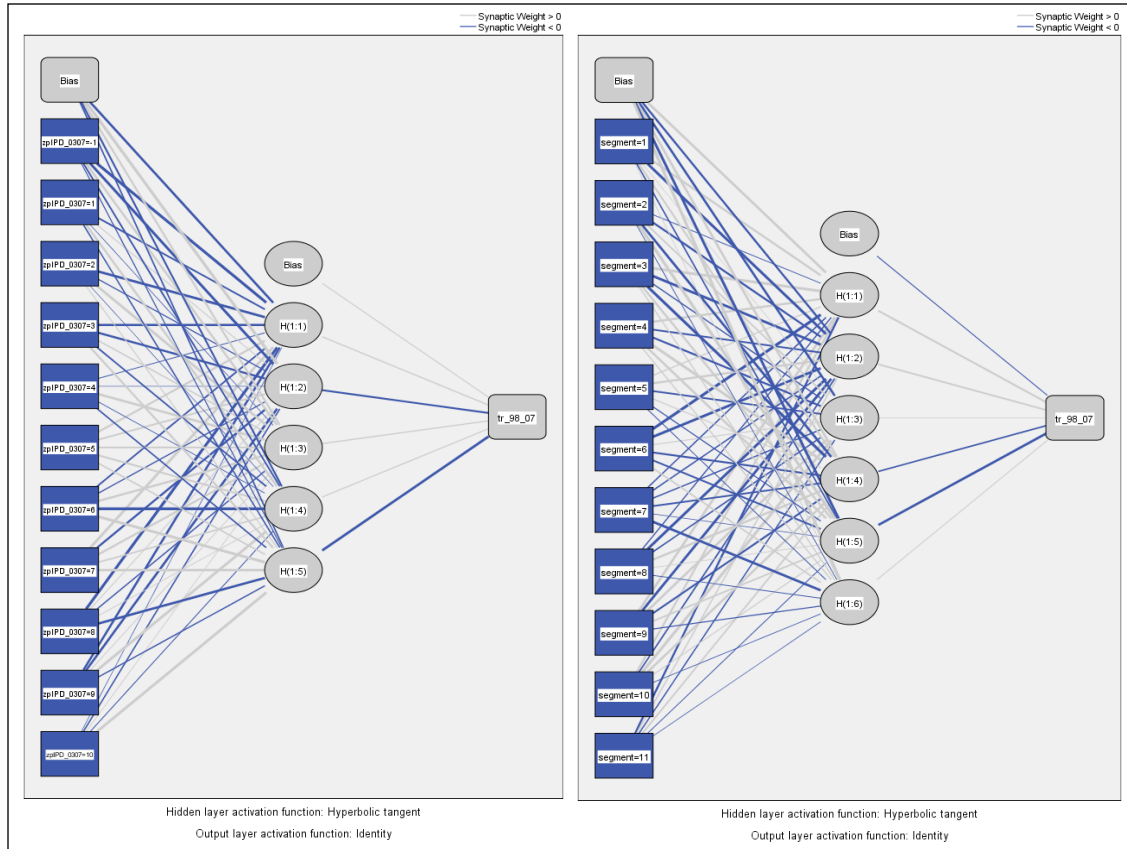 Synaptic Weight > 0
Synaptic Weight < 0
Bias
zpIPD_0307=-1
zpIPD_0307=1
zpIPD_0307=2
zpIPD_0307=3
zpIPD_0307=4
zpIPD_0307=5
zpIPD_0307=6
zpIPD_0307=7
zpIPD_0307=8
zpIPD_0307=9
zpIPD_0307=10
Bias
H(1:1)
H(1:2)
H(1:3)
H(1:4)
H(1:5)
tr_98_07
Hidden layer activation function: Hyperbolic tangent
Output layer activation function: Identity
Synaptic Weight > 0
Synaptic Weight < 0
Bias
segment=1
segment=2
segment=3
segment=4
segment=5
segment=6
segment=7
segment=8
segment=9
segment=10
segment=11
Bias
H(1:1)
H(1:2)
H(1:3)
H(1:4)
H(1:5)
H(1:6)
tr_98_07
Hidden layer activation function: Hyperbolic tangent
Output layer activation function: Identity